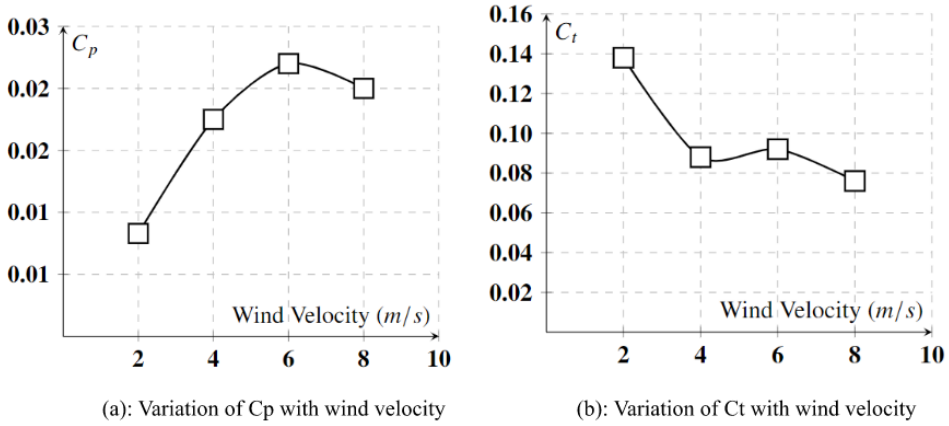 0.03
C_p
0.02
0.02
0.01
0.01
Wind Velocity (m/s)
2 4 6 8 10
(a): Variation of Cp with wind velocity
0.16
C_t
0.14
0.12
0.10
0.08
0.06
0.04
0.02
Wind Velocity (m/s)
2 4 6 8 10
(b): Variation of Ct with wind velocity